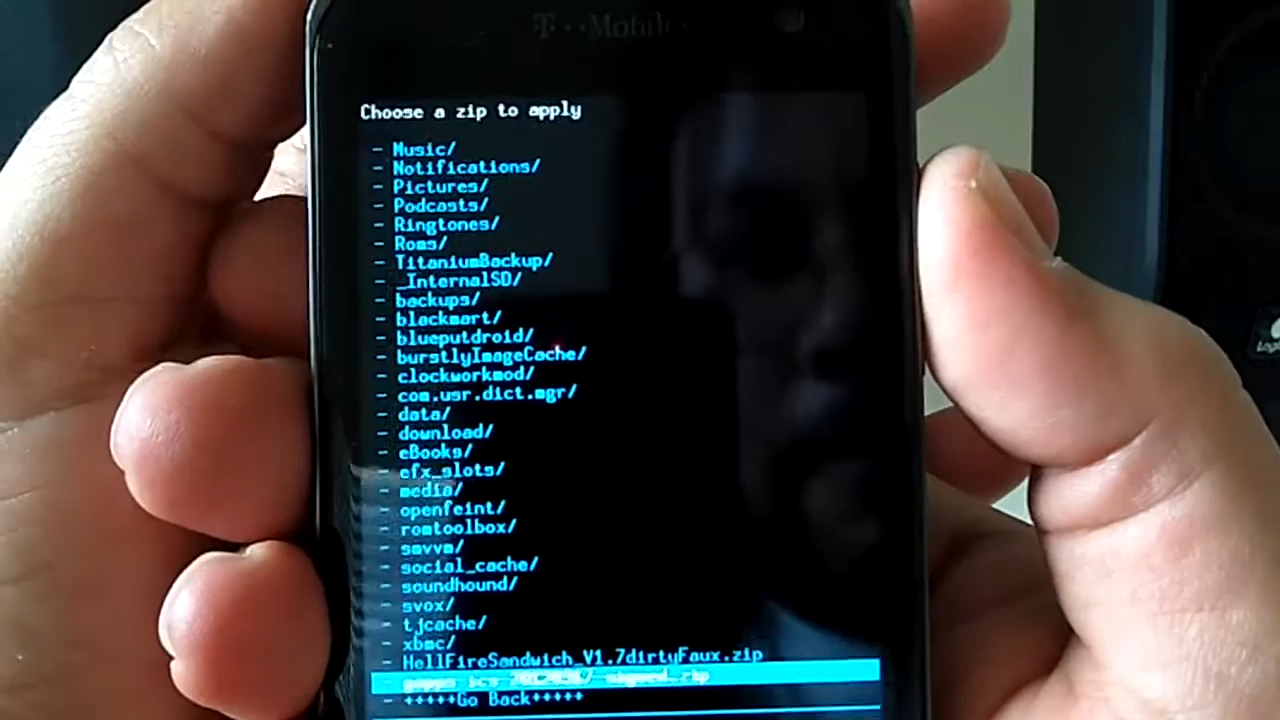 T··Mobile
Choose a zip to apply
- Music/
- Notifications/
- Pictures/
- Podcasts/
- Ringtones/
- Roms/
- TitaniumBackup/
- _InternalSD/
- backups/
- blackmart/
- blueputdroid/
- burstlyImageCache/
- clockworkmod/
- com.usr.dict.mgr/
- data/
- download/
- eBooks/
- efx_slots/
- media/
- openfeint/
- romtoolbox/
- savvm/
- social_cache/
- soundhound/
- svox/
- tjcache/
- xbmc/
- HellFireSandwich_V1.7dirtyFaux.zip
- +++++Go Back+++++